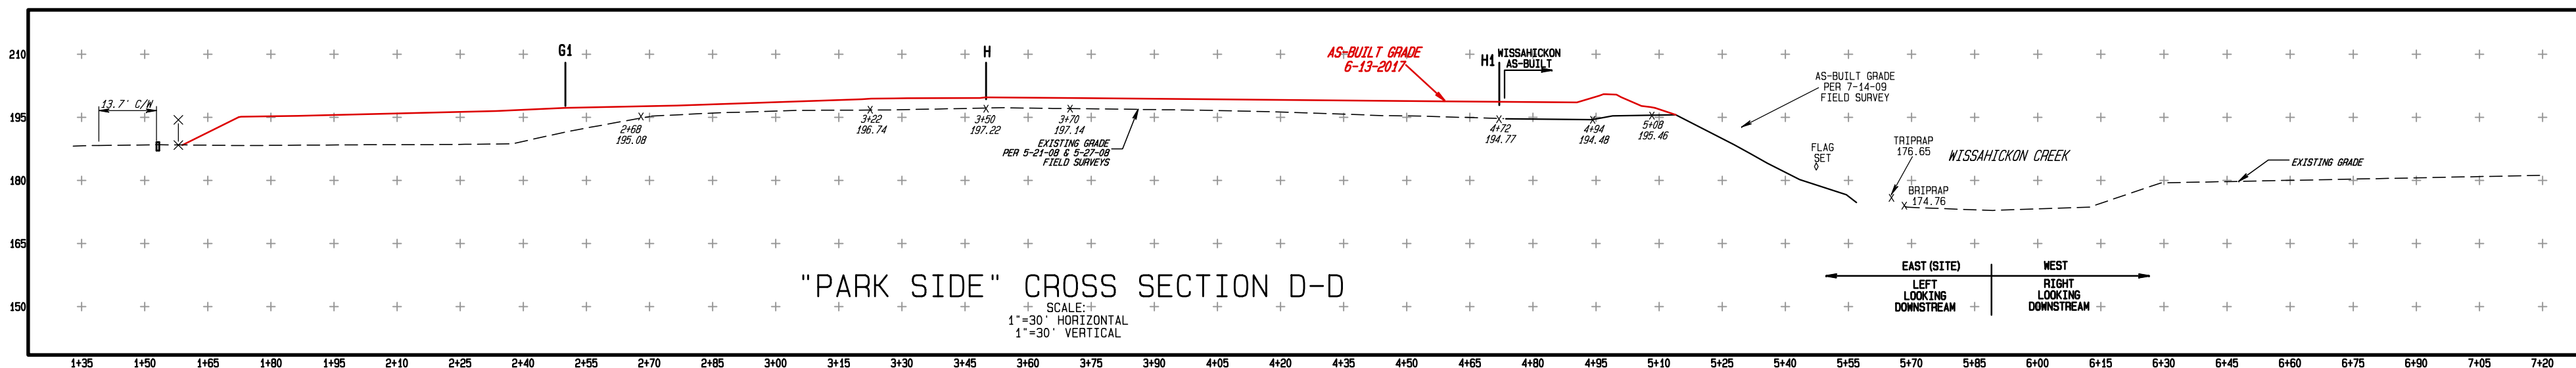 210
195
180
165
150
13.7' C/W
G1
H
H1
WISSAHICKON
AS-BUILT
AS-BUILT GRADE
6-13-2017
AS-BUILT GRADE
PER 7-14-09
FIELD SURVEY
2+68
195.08
3+22
196.74
3+50
197.22
3+70
197.14
EXISTING GRADE
PER 5-21-08 & 5-27-08
FIELD SURVEYS
4+72
194.77
4+94
194.48
5+08
195.46
FLAG
SET
TRIPRAP
176.65
WISSAHICKON CREEK
BRIPRAP
174.76
EXISTING GRADE
"PARK SIDE" CROSS SECTION D-D
SCALE:
1"=30' HORIZONTAL
1"=30' VERTICAL
EAST (SITE)
LEFT
LOOKING
DOWNSTREAM
WEST
RIGHT
LOOKING
DOWNSTREAM
1+35 1+50 1+65 1+80 1+95 2+10 2+25 2+40 2+55 2+70 2+85 3+00 3+15 3+30 3+45 3+60 3+75 3+90 4+05 4+20 4+35 4+50 4+65 4+80 4+95 5+10 5+25 5+40 5+55 5+70 5+85 6+00 6+15 6+30 6+45 6+60 6+75 6+90 7+05 7+20